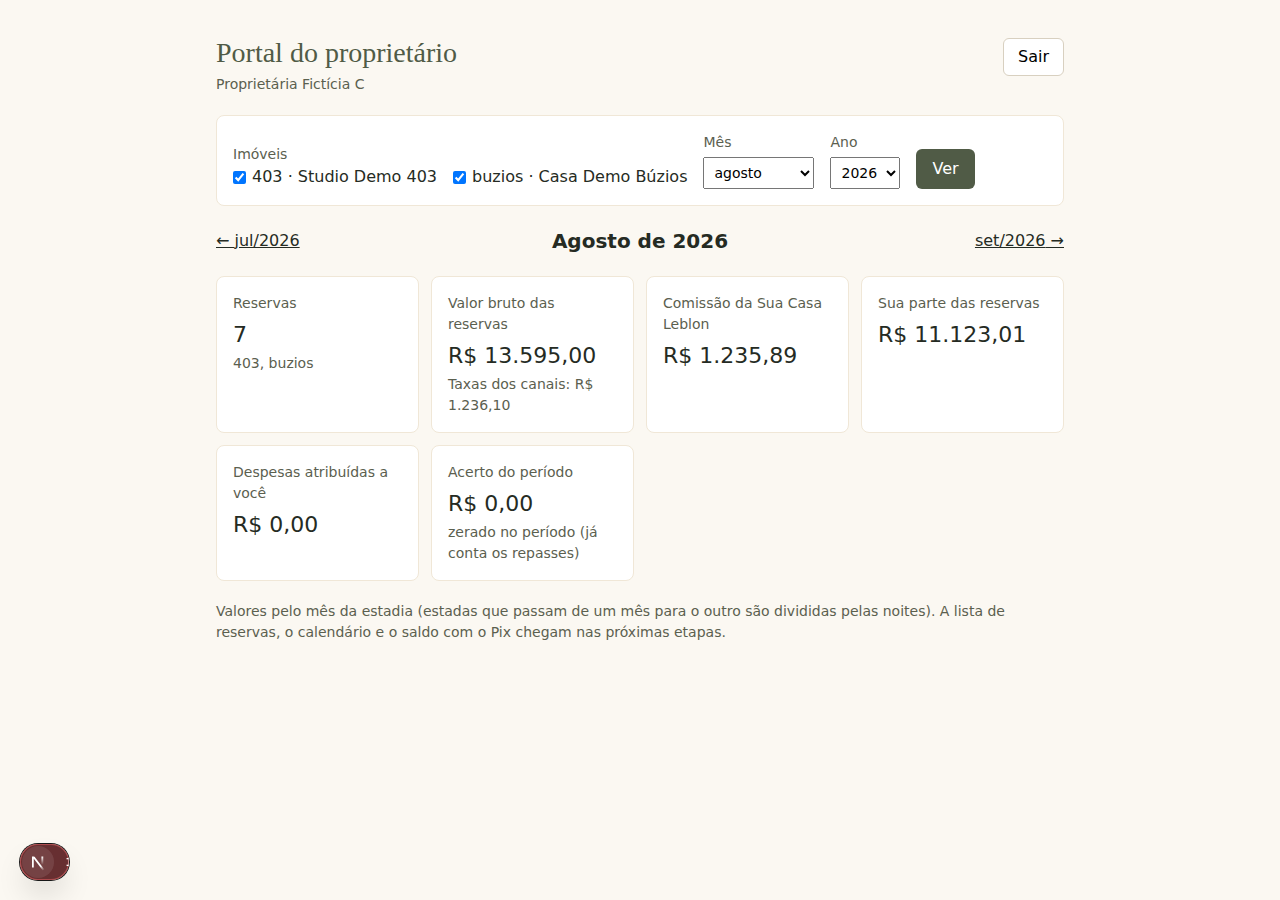 Portal do proprietário
Sair
Proprietária Fictícia C
Imóveis
403 · Studio Demo 403
buzios · Casa Demo Búzios
Mês
agosto
Ano
2026
Ver
← jul/2026
Agosto de 2026
set/2026 →
Reservas
7
403, buzios
Valor bruto das
reservas
R$ 13.595,00
Taxas dos canais: R$
1.236,10
Comissão da Sua Casa
Leblon
R$ 1.235,89
Sua parte das reservas
R$ 11.123,01
Despesas atribuídas a
você
R$ 0,00
Acerto do período
R$ 0,00
zerado no período (já
conta os repasses)
Valores pelo mês da estadia (estadas que passam de um mês para o outro são divididas pelas noites). A lista de
reservas, o calendário e o saldo com o Pix chegam nas próximas etapas.
N